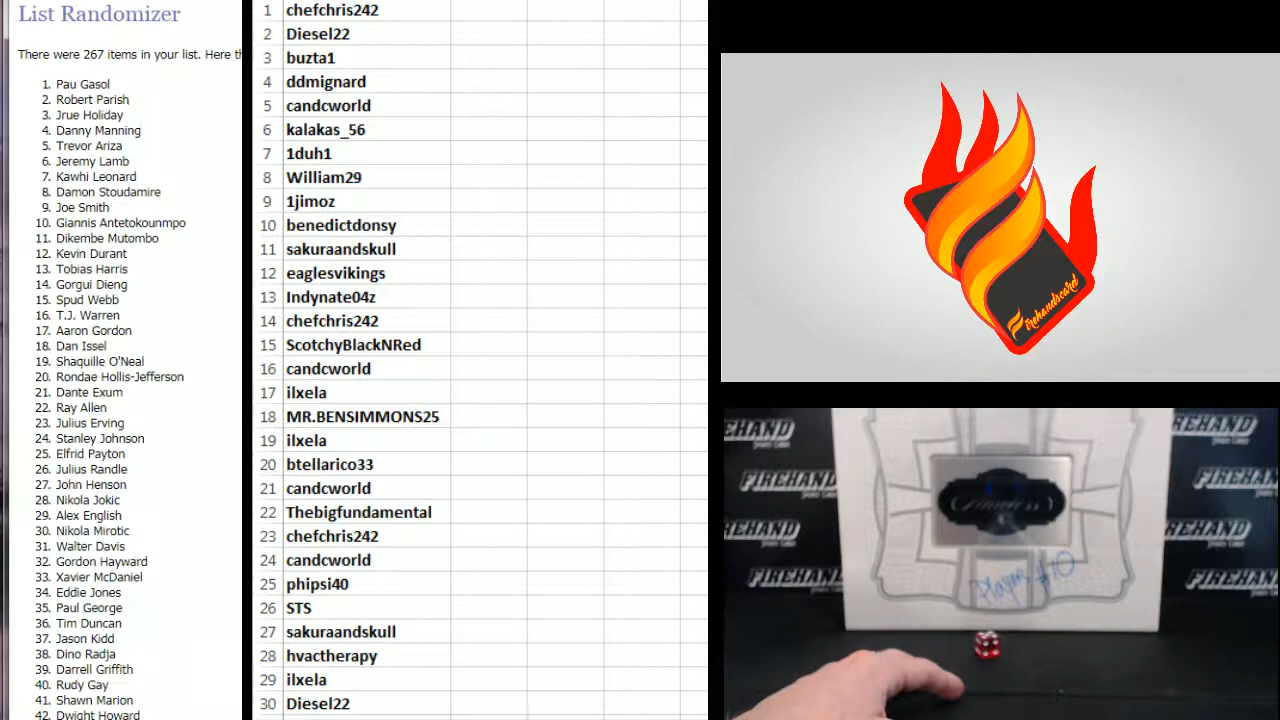 List Randomizer
There were 267 items in your list. Here th
1. Pau Gasol
2. Robert Parish
3. Jrue Holiday
4. Danny Manning
5. Trevor Ariza
6. Jeremy Lamb
7. Kawhi Leonard
8. Damon Stoudamire
9. Joe Smith
10. Giannis Antetokounmpo
11. Dikembe Mutombo
12. Kevin Durant
13. Tobias Harris
14. Gorgui Dieng
15. Spud Webb
16. T.J. Warren
17. Aaron Gordon
18. Dan Issel
19. Shaquille O'Neal
20. Rondae Hollis-Jefferson
21. Dante Exum
22. Ray Allen
23. Julius Erving
24. Stanley Johnson
25. Elfrid Payton
26. Julius Randle
27. John Henson
28. Nikola Jokic
29. Alex English
30. Nikola Mirotic
31. Walter Davis
32. Gordon Hayward
33. Xavier McDaniel
34. Eddie Jones
35. Paul George
36. Tim Duncan
37. Jason Kidd
38. Dino Radja
39. Darrell Griffith
40. Rudy Gay
41. Shawn Marion
42. Dwight Howard
1 chefchris242
2 Diesel22
3 buzta1
4 ddmignard
5 candcworld
6 kalakas_56
7 1duh1
8 William29
9 1jimoz
10 benedictdonsy
11 sakuraandskull
12 eaglesvikings
13 Indynate04z
14 chefchris242
15 ScotchyBlackNRed
16 candcworld
17 ilxela
18 MR.BENSIMMONS25
19 ilxela
20 btellarico33
21 candcworld
22 Thebigfundamental
23 chefchris242
24 candcworld
25 phipsi40
26 STS
27 sakuraandskull
28 hvactherapy
29 ilxela
30 Diesel22
Firehandscard
EHAND
FIREHAND
FIREHAND
FIREHAND
FIREHAND
FIREHAND
FIREHAND
FIREHAND
Player #10